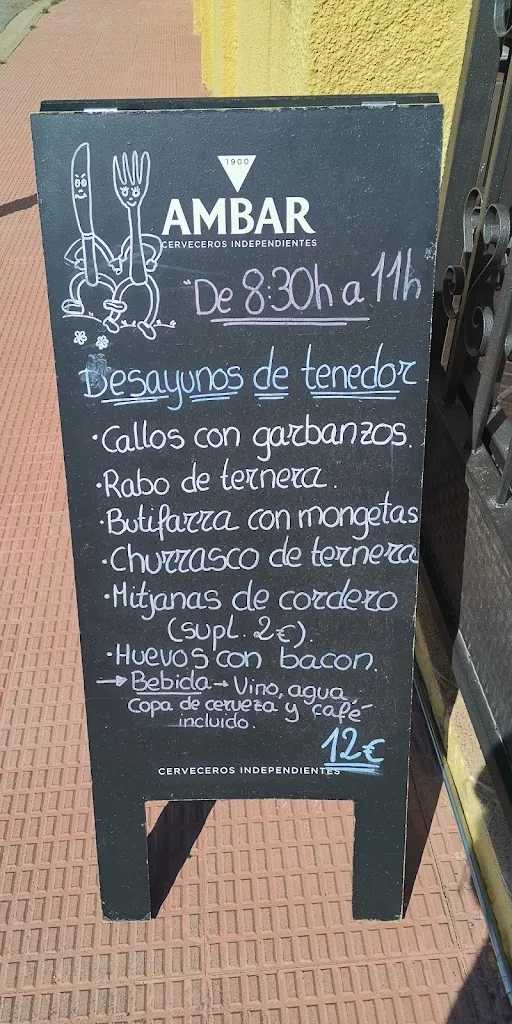 1900
AMBAR
CERVECEROS INDEPENDIENTES
"De 8:30h a 11h
Desayunos de tenedor
·Callos con garbanzos.
·Rabo de ternera.
·Butifarra con mongetas
·Churrasco de ternera
·Mitjanas de cordero
(supl. 2€).
·Huevos con bacon.
→ Bebida → Vino, agua,
copa de cerveza y café
incluido.
12€
CERVECEROS INDEPENDIENTES